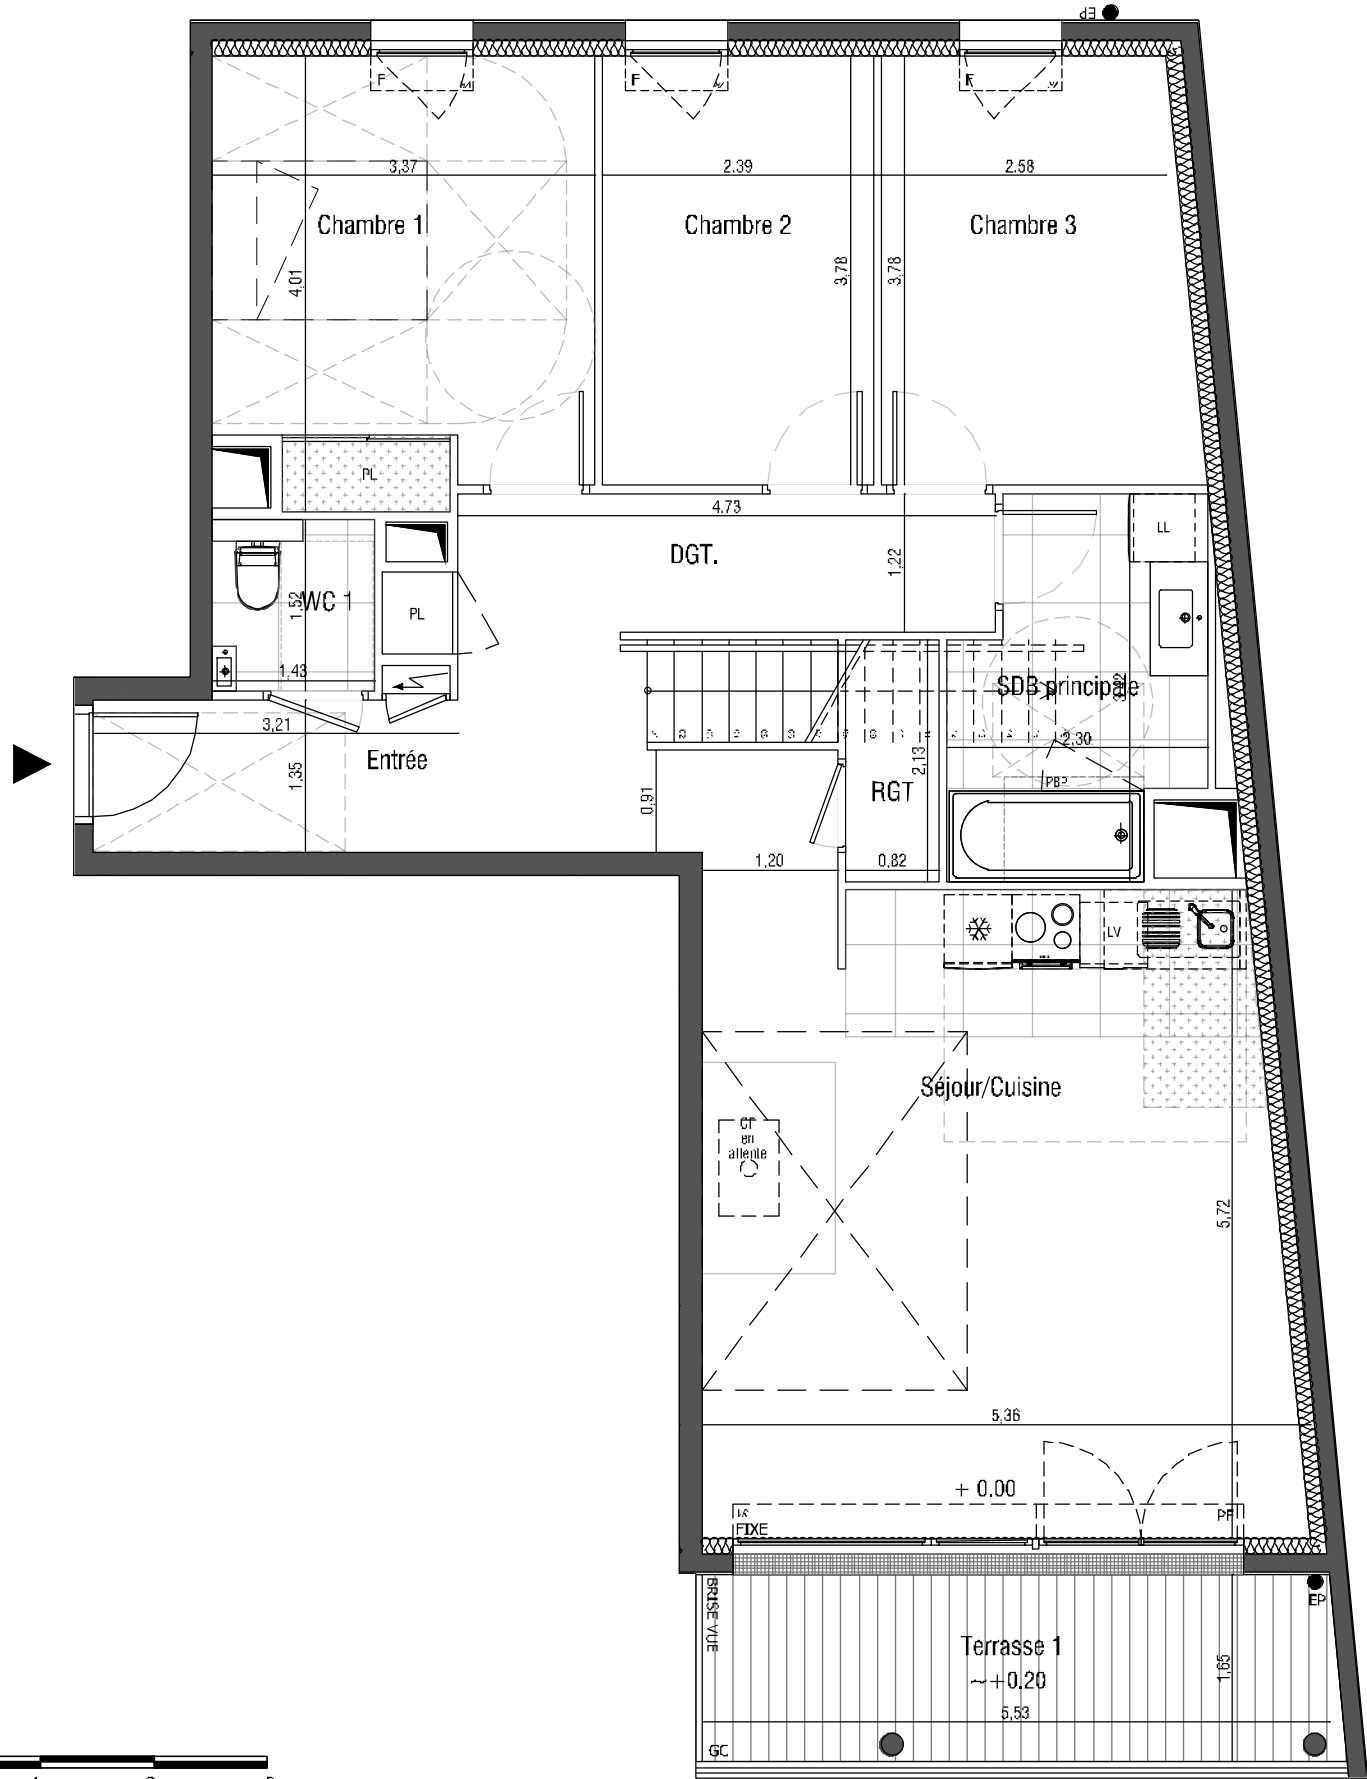 EP
F
F
F
3,37
2.39
2.58
Chambre 1
Chambre 2
Chambre 3
4,01
3,78
3,78
PL
4.73
DGT.
1,22
LL
WC 1
1,52
PL
1,43
SDB principale
3,21
Entrée
1,35
2,30
2,13
RGT
PBP
0,91
1,20
0,82
LV
Séjour/Cuisine
GF
en
attente
5,72
5,36
+ 0.00
FIXE
PF
BRISE-VUE
EP
Terrasse 1
~+0.20
1,65
5,53
GC